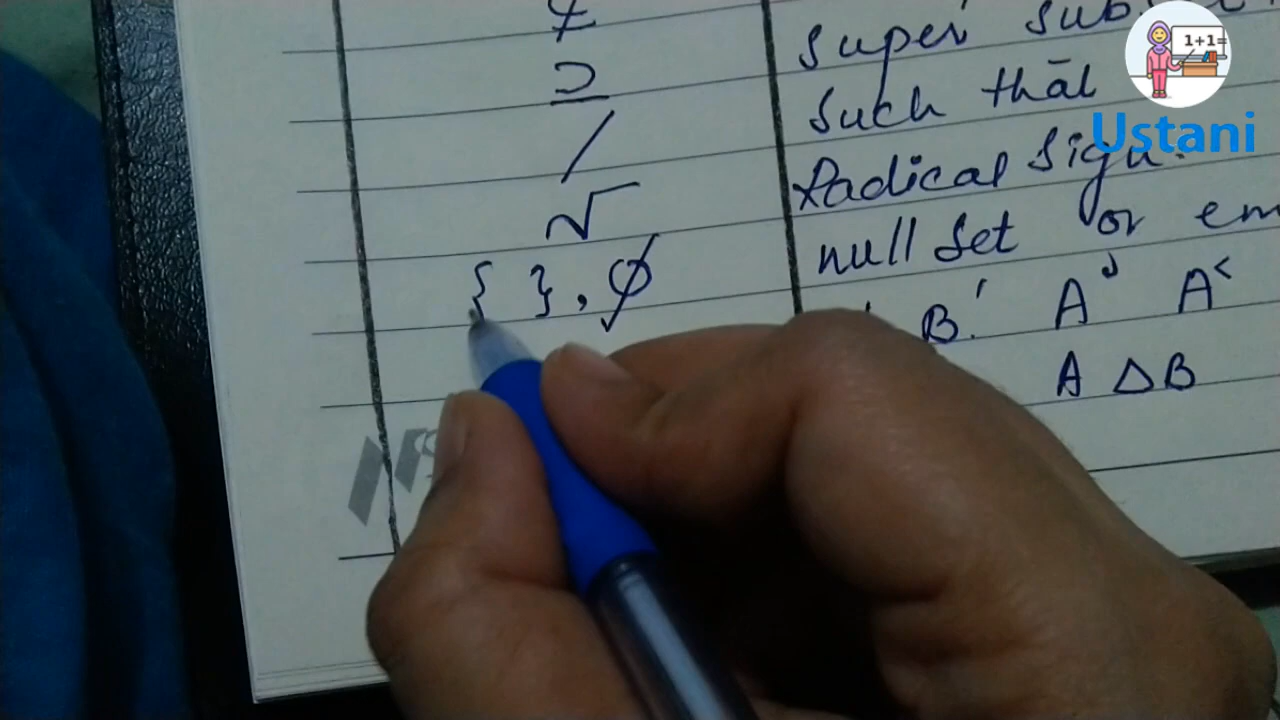 ≠
⊇ Super Sub
/ Such that
√ Radical Sign.
{ }, ∅ null Set or em
B' A A
A Δ B
1+1=
Ustani